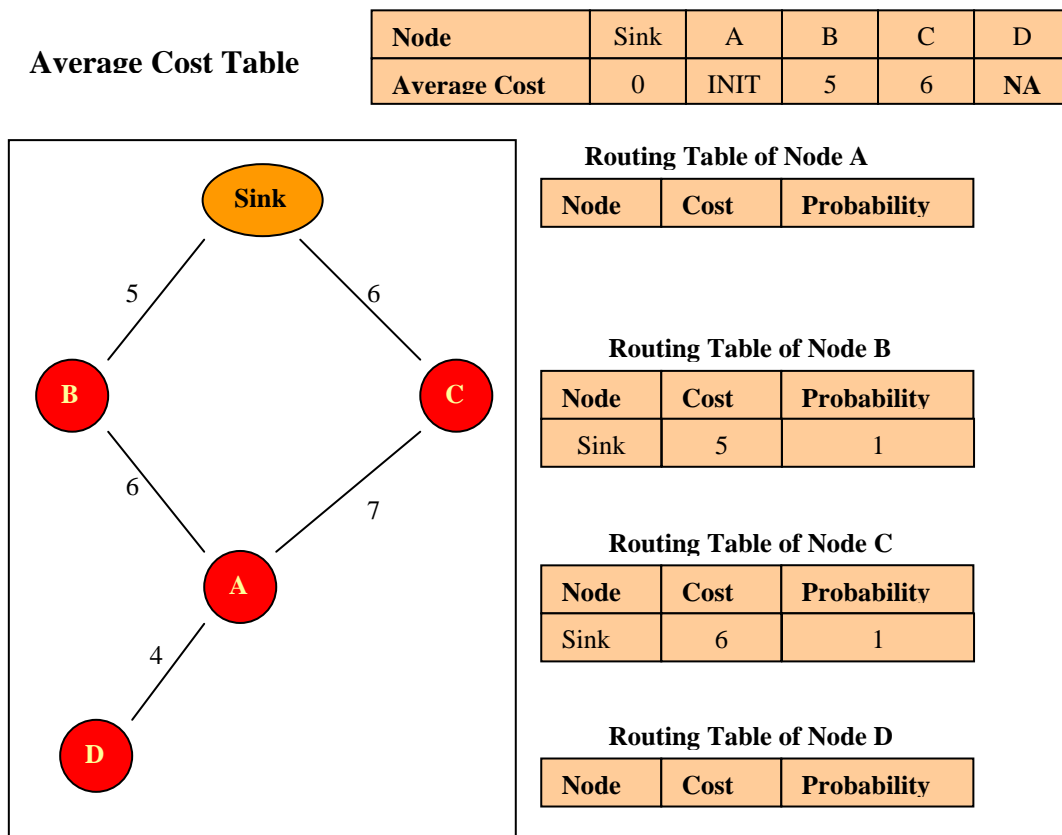 Average Cost Table
Node Sink A B C D
Average Cost 0 INIT 5 6 NA
Sink
5 6
B C
6 7
A
4
D
Routing Table of Node A
Node Cost Probability
Routing Table of Node B
Node Cost Probability
Sink 5 1
Routing Table of Node C
Node Cost Probability
Sink 6 1
Routing Table of Node D
Node Cost Probability